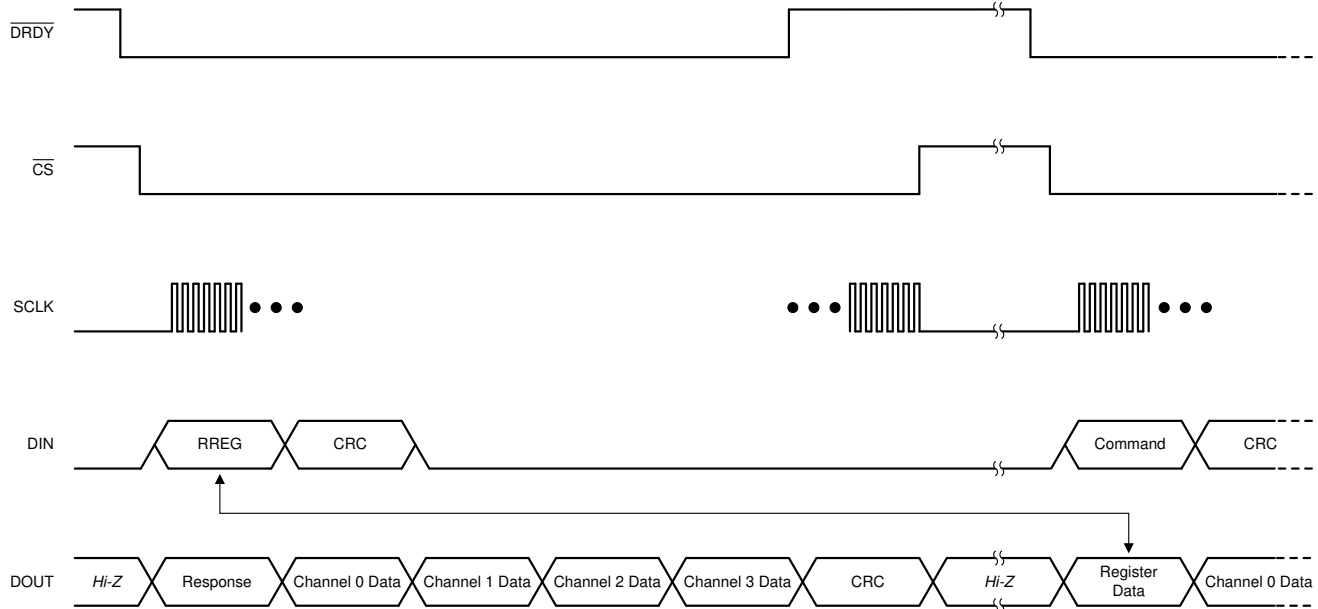 DRDY
CS
SCLK
DIN
RREG
CRC
Command
CRC
DOUT
Hi-Z
Response
Channel 0 Data
Channel 1 Data
Channel 2 Data
Channel 3 Data
CRC
Hi-Z
Register
Data
Channel 0 Data